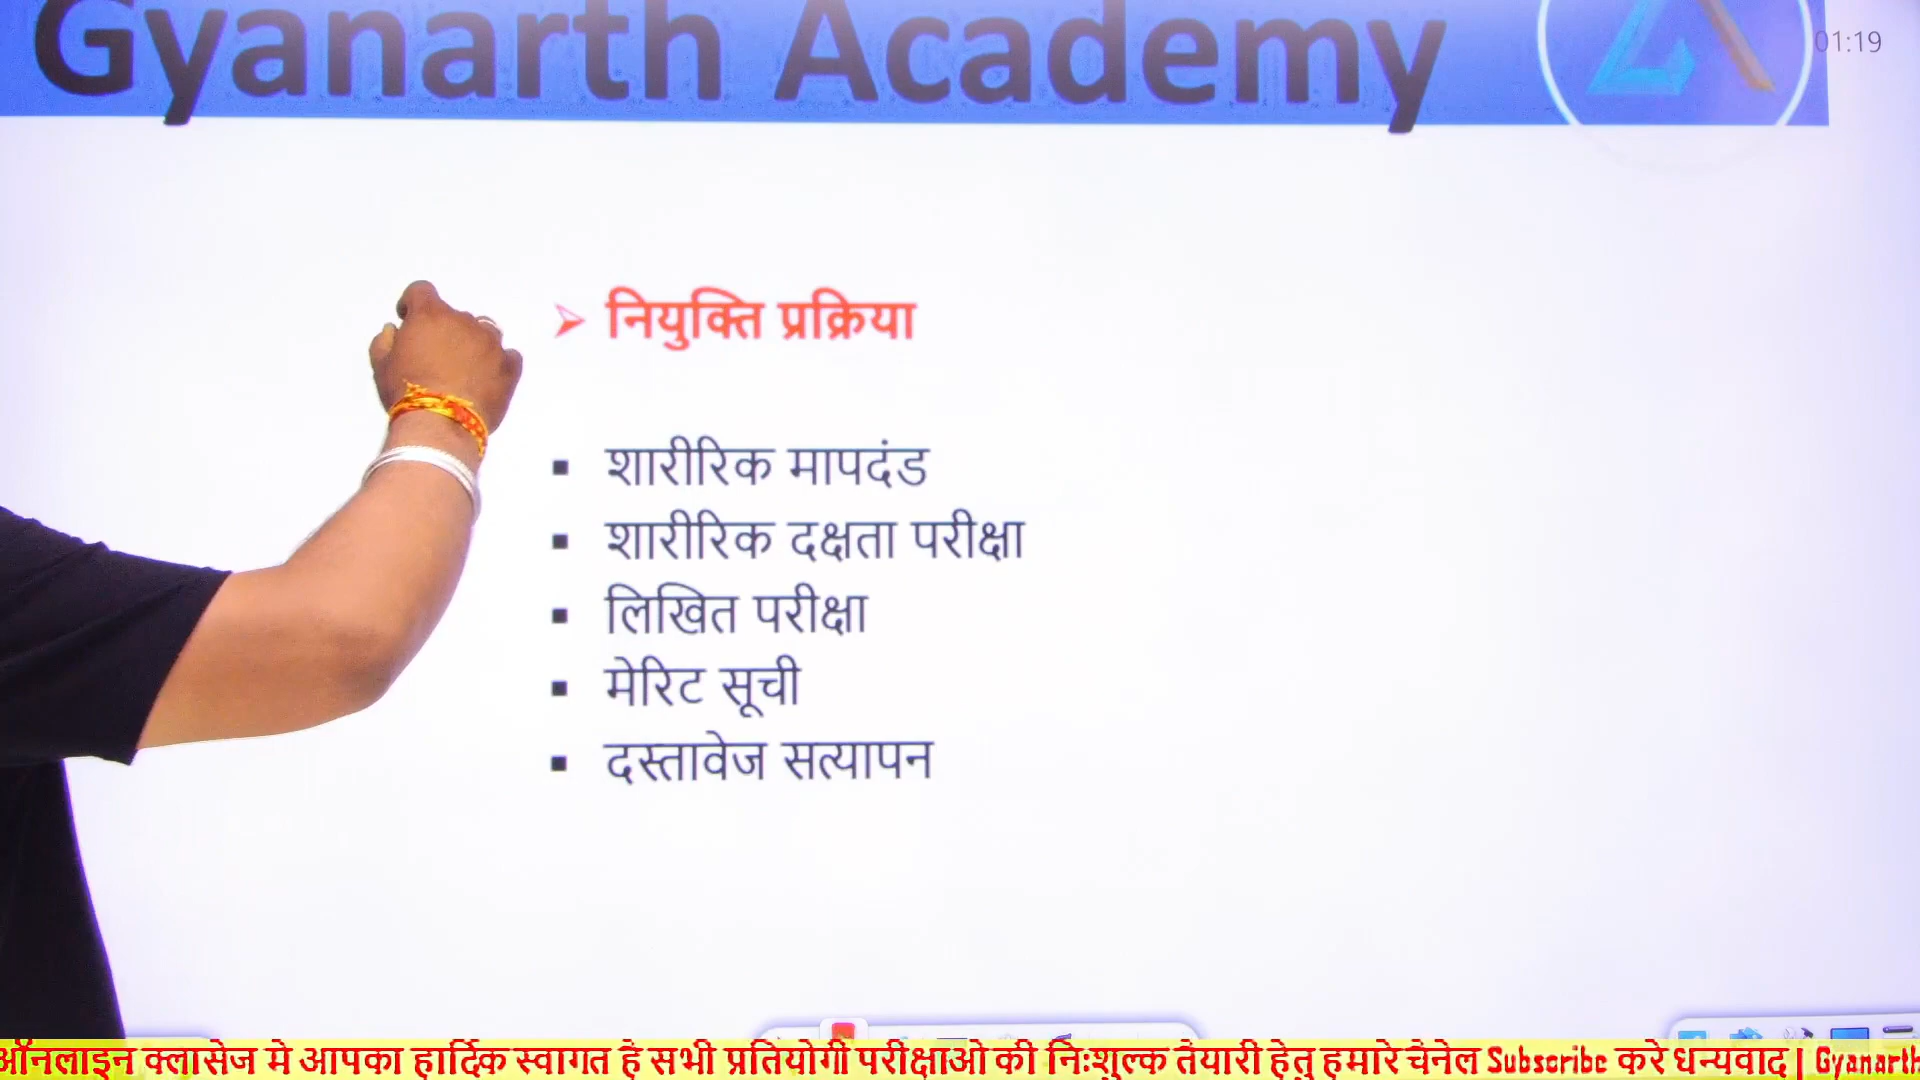 Gyanarth Academy
01:19
➢ नियुक्ति प्रक्रिया
▪ शारीरिक मापदंड
▪ शारीरिक दक्षता परीक्षा
▪ लिखित परीक्षा
▪ मेरिट सूची
▪ दस्तावेज सत्यापन
ऑनलाइन क्लासेज मे आपका हार्दिक स्वागत है सभी प्रतियोगी परीक्षाओ की निःशुल्क तैयारी हेतु हमारे चैनेल Subscribe करे धन्यवाद | Gyanarth